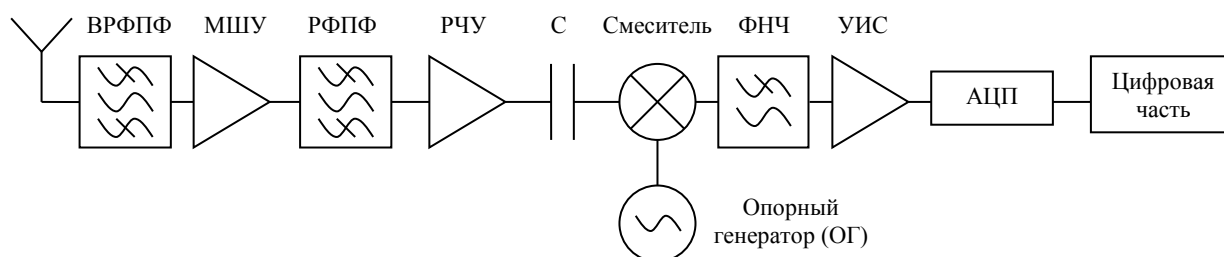 ВРФПФ
МШУ
РФПФ
РЧУ
С
Смеситель
ФНЧ
УИС
АЦП
Цифровая
часть
Опорный
генератор (ОГ)